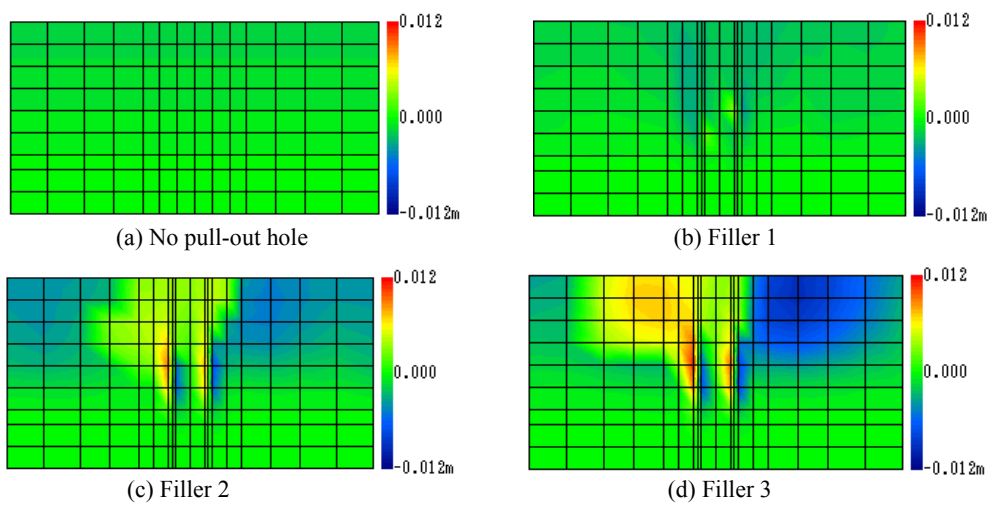 0.012
0.000
-0.012m
(a) No pull-out hole
0.012
0.000
-0.012m
(b) Filler 1
0.012
0.000
-0.012m
(c) Filler 2
0.012
0.000
-0.012m
(d) Filler 3